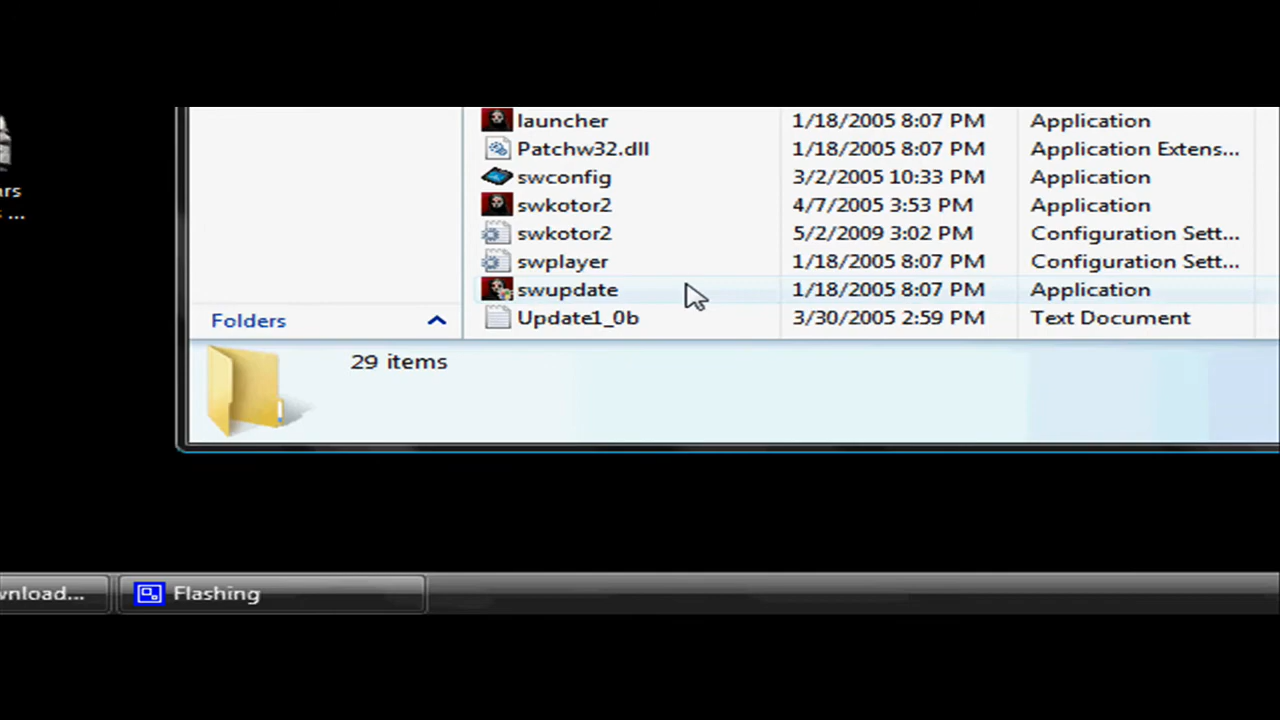 launcher 1/18/2005 8:07 PM Application
Patchw32.dll 1/18/2005 8:07 PM Application Extens...
swconfig 3/2/2005 10:33 PM Application
ars
swkotor2 4/7/2005 3:53 PM Application
...
swkotor2 5/2/2009 3:02 PM Configuration Sett...
swplayer 1/18/2005 8:07 PM Configuration Sett...
swupdate 1/18/2005 8:07 PM Application
Folders
Update1_0b 3/30/2005 2:59 PM Text Document
29 items
wnload... Flashing